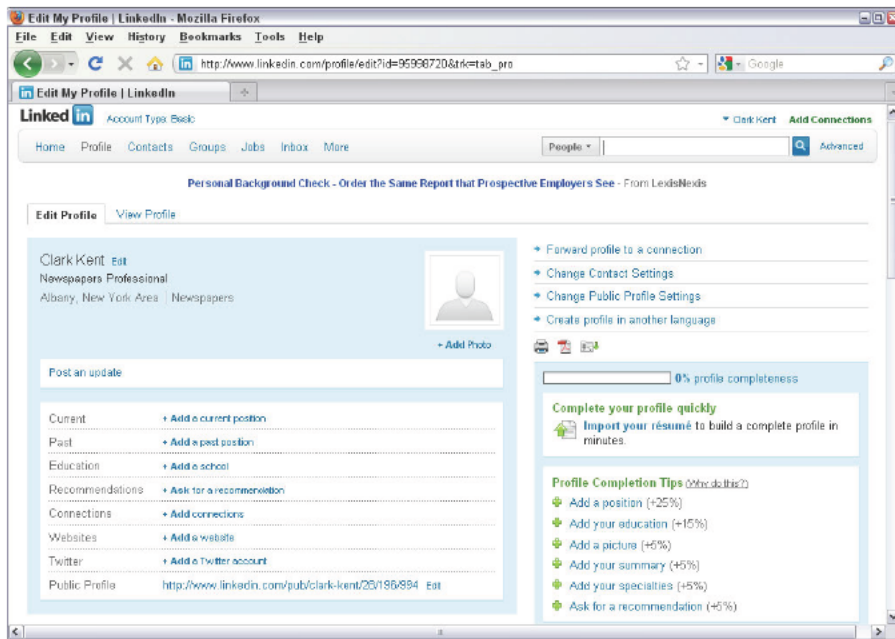 Edit My Profile | LinkedIn - Mozilla Firefox
File Edit View History Bookmarks Tools Help
http://www.linkedin.com/profile/edit?id=95998720&trk=tab_pro
Google
Edit My Profile | LinkedIn
Linked in Account Type: Basic
Clark Kent Add Connections
Home Profile Contacts Groups Jobs Inbox More
People
Advanced
Personal Background Check - Order the Same Report that Prospective Employers See - From LexisNexis
Edit Profile View Profile
Clark Kent Edit
Newspapers Professional
Albany, New York Area | Newspapers
+ Add Photo
Post an update
Current + Add a current position
Past + Add a past position
Education + Add a school
Recommendations + Ask for a recommendation
Connections + Add connections
Websites + Add a website
Twitter + Add a Twitter account
Public Profile http://www.linkedin.com/pub/clark-kent/26/196/994 Edit
Forward profile to a connection
Change Contact Settings
Change Public Profile Settings
Create profile in another language
0% profile completeness
Complete your profile quickly
Import your résumé to build a complete profile in
minutes.
Profile Completion Tips (Why do this?)
Add a position (+25%)
Add your education (+15%)
Add a picture (+5%)
Add your summary (+5%)
Add your specialties (+5%)
Ask for a recommendation (+5%)